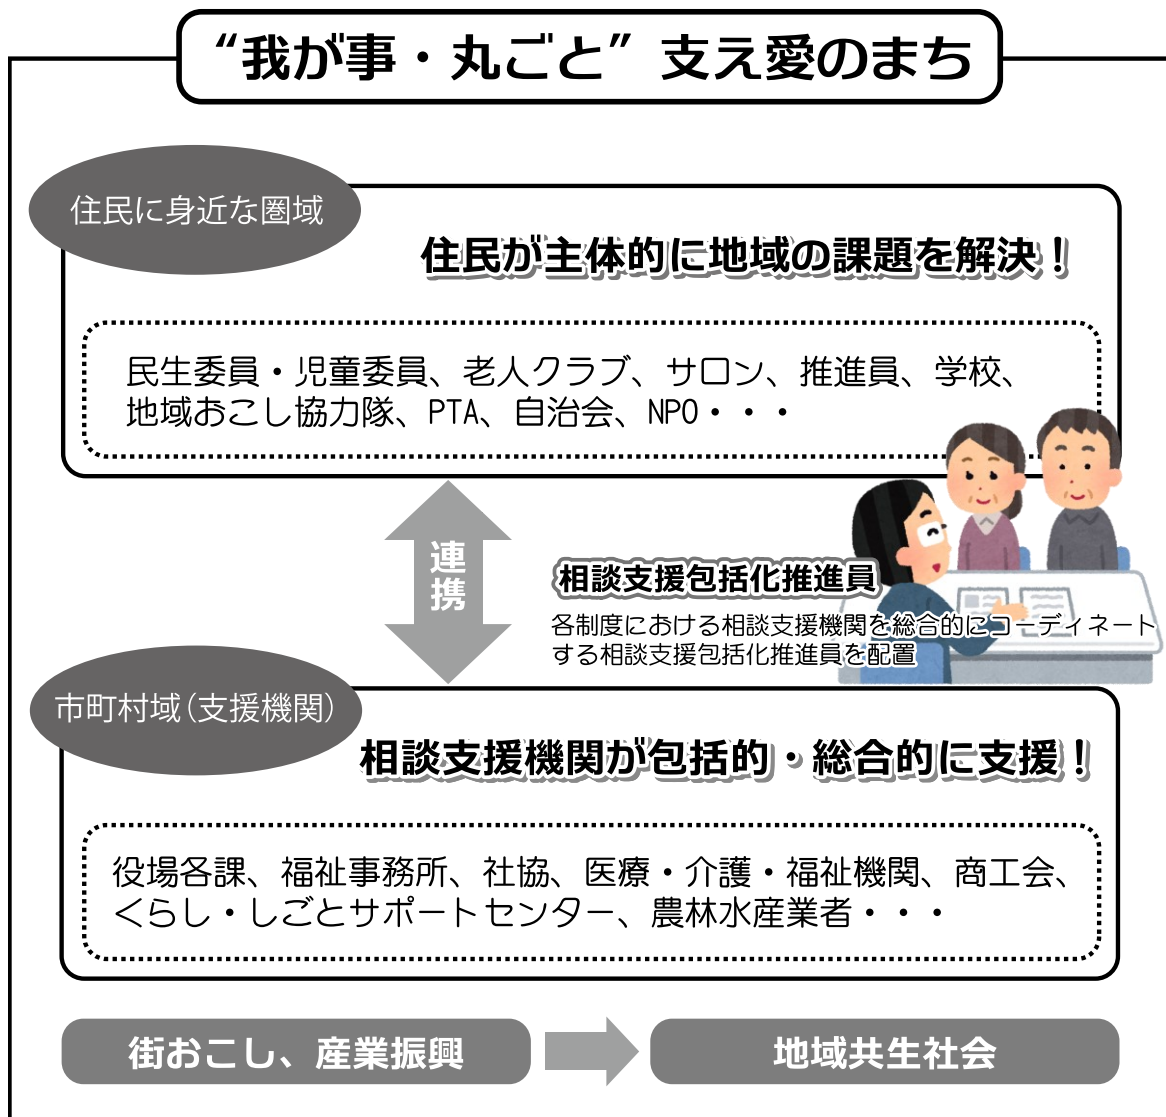 “我が事・丸ごと”支え愛のまち
住民に身近な圏域
住民が主体的に地域の課題を解決！
民生委員・児童委員、老人クラブ、サロン、推進員、学校、
地域おこし協力隊、PTA、自治会、NPO・・・
連携
相談支援包括化推進員
各制度における相談支援機関を総合的にコーディネート
する相談支援包括化推進員を配置
市町村域（支援機関）
相談支援機関が包括的・総合的に支援！
役場各課、福祉事務所、社協、医療・介護・福祉機関、商工会、
くらし・しごとサポートセンター、農林水産業者・・・
街おこし、産業振興
地域共生社会